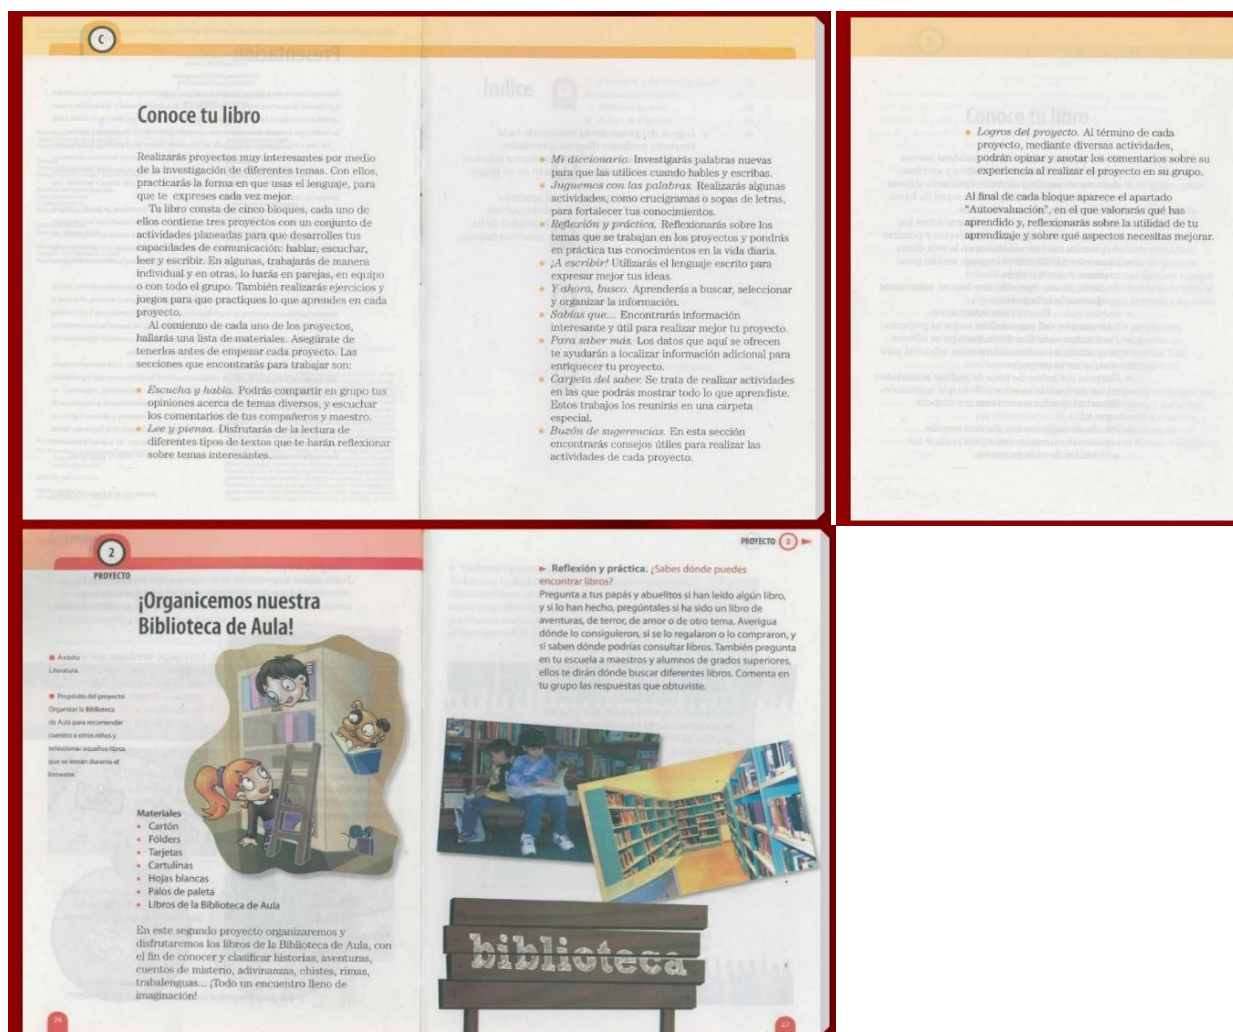 C
Conoce tu libro
Realizarás proyectos muy interesantes por medio
de la investigación de diferentes temas. Con ellos,
practicarás la forma en que usas el lenguaje, para
que te expreses cada vez mejor.
Tu libro consta de cinco bloques, cada uno de
ellos contiene tres proyectos con un conjunto de
actividades planeadas para que desarrolles tus
capacidades de comunicación: hablar, escuchar,
leer y escribir. En algunas, trabajarás de manera
individual y en otras, lo harás en parejas, en equipo
o con todo el grupo. También realizarás ejercicios y
juegos para que practiques lo que aprendes en cada
proyecto.
Al comienzo de cada uno de los proyectos,
hallarás una lista de materiales. Asegúrate de
tenerlos antes de empezar cada proyecto. Las
secciones que encontrarás para trabajar son:
• Escucha y habla. Podrás compartir en grupo tus
opiniones acerca de temas diversos, y escuchar
los comentarios de tus compañeros y maestro.
• Lee y piensa. Disfrutarás de la lectura de
diferentes tipos de textos que te harán reflexionar
sobre temas interesantes.
• Mi diccionario. Investigarás palabras nuevas
para que las utilices cuando hables y escribas.
• Juguemos con las palabras. Realizarás algunas
actividades, como crucigramas o sopas de letras,
para fortalecer tus conocimientos.
• Reflexión y práctica. Reflexionarás sobre los
temas que se trabajan en los proyectos y pondrás
en práctica tus conocimientos en la vida diaria.
• ¡A escribir! Utilizarás el lenguaje escrito para
expresar mejor tus ideas.
• Y ahora, busco. Aprenderás a buscar, seleccionar
y organizar la información.
• Sabías que.... Encontrarás información
interesante y útil para realizar mejor tu proyecto.
• Para saber más. Los datos que aquí se ofrecen
te ayudarán a localizar información adicional para
enriquecer tu proyecto.
• Carpeta del saber. Se trata de realizar actividades
en las que podrás mostrar todo lo que aprendiste.
Estos trabajos los reunirás en una carpeta
especial.
• Buzón de sugerencias. En esta sección
encontrarás consejos útiles para realizar las
actividades de cada proyecto.
• Logros del proyecto. Al término de cada
proyecto, mediante diversas actividades,
podrán opinar y anotar los comentarios sobre su
experiencia al realizar el proyecto en su grupo.
Al final de cada bloque aparece el apartado
“Autoevaluación”, en el que valorarás qué has
aprendido y, reflexionarás sobre la utilidad de tu
aprendizaje y sobre qué aspectos necesitas mejorar.
2
PROYECTO
¡Organicemos nuestra
Biblioteca de Aula!
■ Ámbito
Literatura.
● Propósito del proyecto
Organizar la Biblioteca
de Aula para recomendar
cuentos a otros niños y
seleccionar aquellos libros
que se leerán durante el
bimestre.
Materiales
• Cartón
• Fólders
• Tarjetas
• Cartulinas
• Hojas blancas
• Palos de paleta
• Libros de la Biblioteca de Aula
En este segundo proyecto organizaremos y
disfrutaremos los libros de la Biblioteca de Aula, con
el fin de conocer y clasificar historias, aventuras,
cuentos de misterio, adivinanzas, chistes, rimas,
trabalenguas... ¡Todo un encuentro lleno de
imaginación!
26
PROYECTO 2 ►
► Reflexión y práctica. ¿Sabes dónde puedes
encontrar libros?
Pregunta a tus papás y abuelitos si han leído algún libro,
y si lo han hecho, pregúntales si ha sido un libro de
aventuras, de terror, de amor o de otro tema. Averigua
dónde lo consiguieron, si se lo regalaron o lo compraron, y
si saben dónde podrías consultar libros. También pregunta
en tu escuela a maestros y alumnos de grados superiores,
ellos te dirán dónde buscar diferentes libros. Comenta en
tu grupo las respuestas que obtuviste.
biblioteca
27